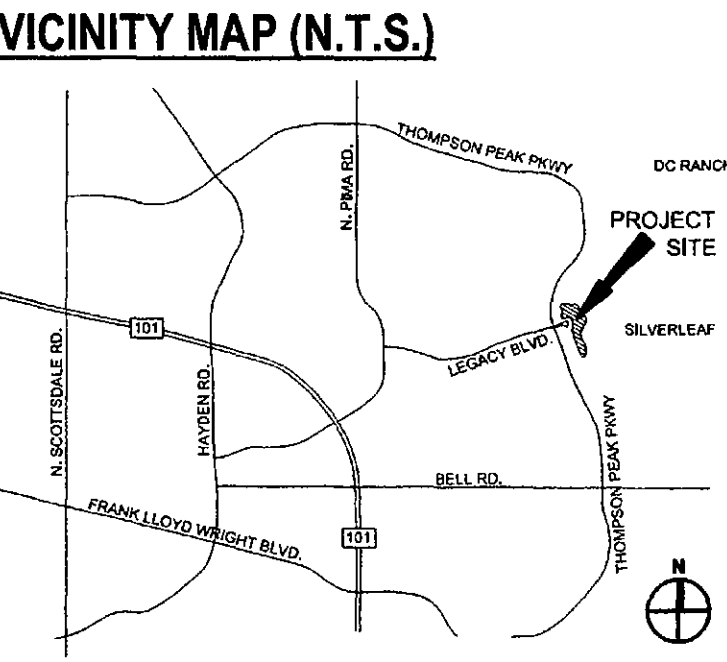 VICINITY MAP (N.T.S.)
THOMPSON PEAK PKWY
DC RANCH
N. PIMA RD.
PROJECT
SITE
101
SILVERLEAF
LEGACY BLVD.
N. SCOTTSDALE RD.
HAYDEN RD.
THOMPSON PEAK PKWY
BELL RD.
FRANK LLOYD WRIGHT BLVD.
101
N